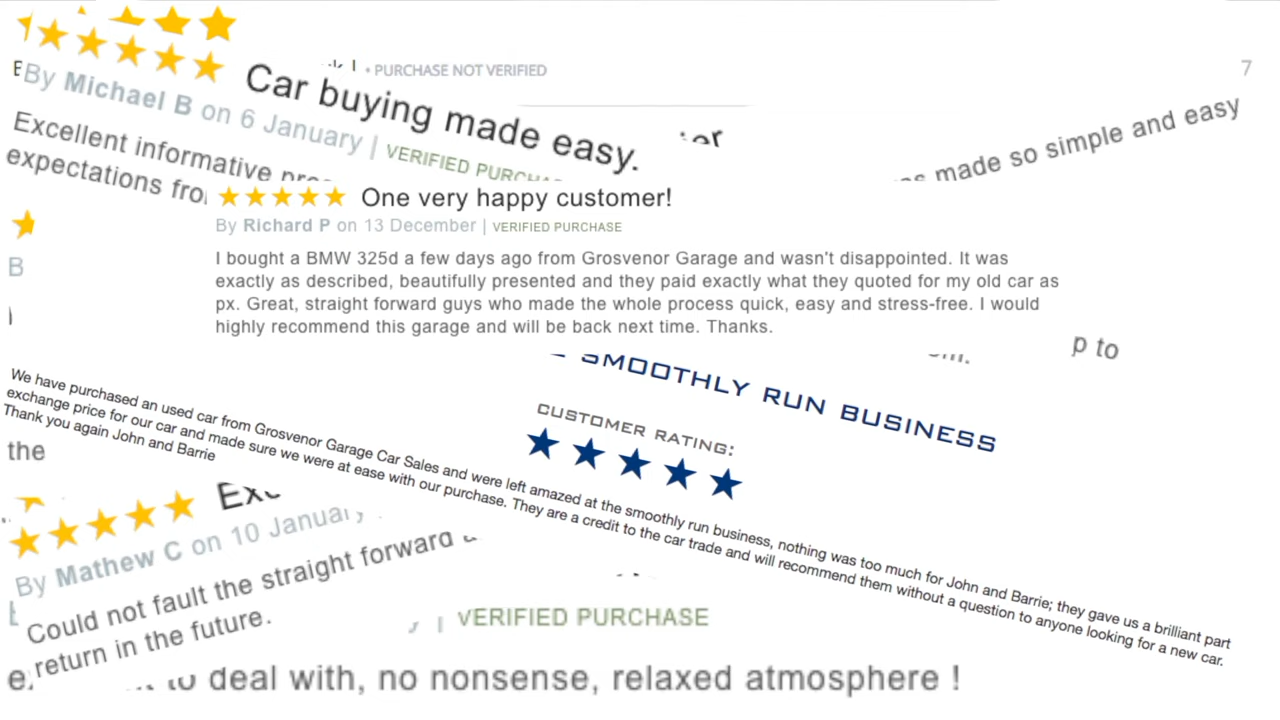 Car buying made easy.
PURCHASE NOT VERIFIED
7
By Michael B on 6 January | VERIFIED
Excellent informative
expectations
made so simple and easy
One very happy customer!
By Richard P on 13 December | VERIFIED PURCHASE
I bought a BMW 325d a few days ago from Grosvenor Garage and wasn't disappointed. It was
exactly as described, beautifully presented and they paid exactly what they quoted for my old car as
px. Great, straight forward guys who made the whole process quick, easy and stress-free. I would
highly recommend this garage and will be back next time. Thanks.
p to
SMOOTHLY RUN BUSINESS
CUSTOMER RATING:
We have purchased an used car from Grosvenor Garage Car Sales and were left amazed at the smoothly run business, nothing was too much for John and Barrie; they gave us a brilliant part
exchange price for our car and made sure we were at ease with our purchase. They are a credit to the car trade and will recommend them without a question to anyone looking for a new car.
Thank you again John and Barrie
the
By Mathew C on 10
Could not fault the straight forward
return in the future.
VERIFIED PURCHASE
deal with, no nonsense, relaxed atmosphere !